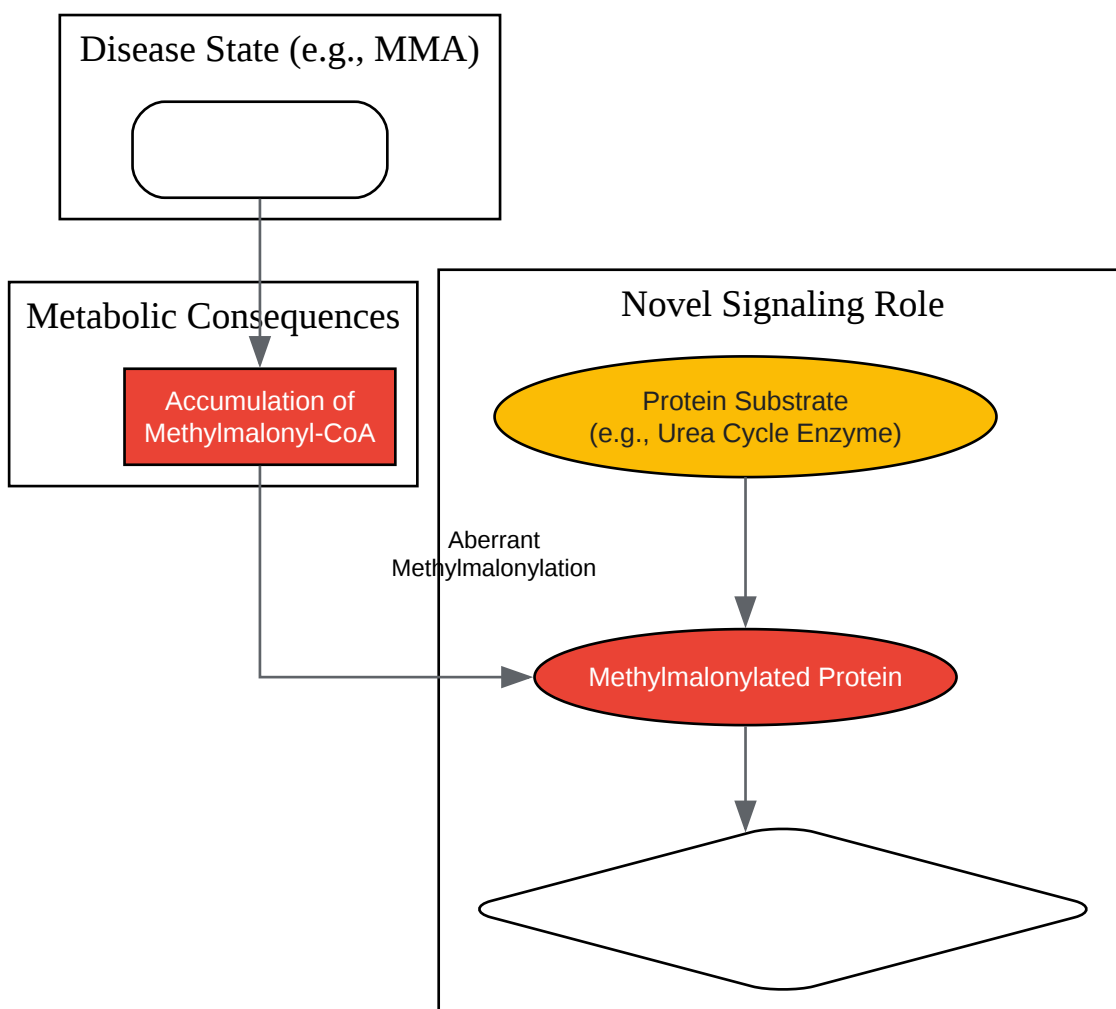 Disease State (e.g., MMA)
Metabolic Consequences
Accumulation of
Methylmalonyl-CoA
Novel Signaling Role
Protein Substrate
(e.g., Urea Cycle Enzyme)
Aberrant
Methylmalonylation
Methylmalonylated Protein